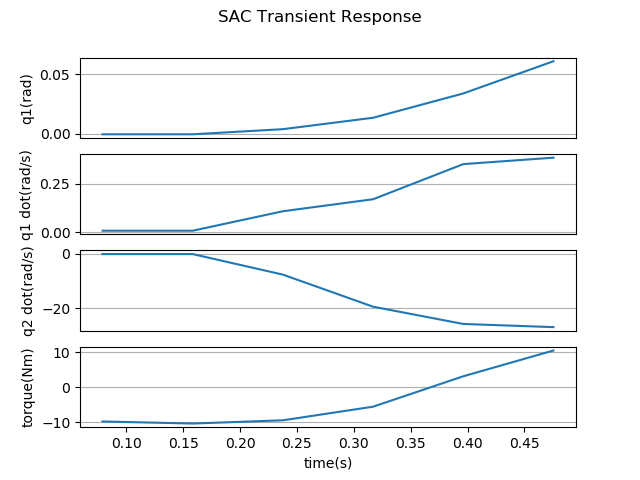 SAC Transient Response
q1(rad)
0.05
0.00
q1 dot(rad/s)
0.25
0.00
q2 dot(rad/s)
0
−20
torque(Nm)
10
0
−10
0.10 0.15 0.20 0.25 0.30 0.35 0.40 0.45
time(s)